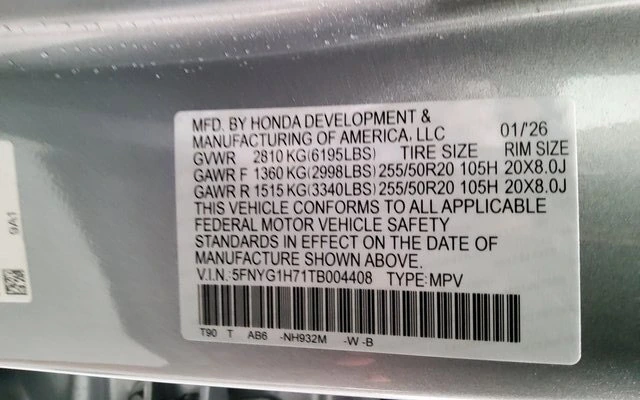 MFD. BY HONDA DEVELOPMENT &
MANUFACTURING OF AMERICA, LLC 01/'26
GVWR 2810 KG(6195LBS) TIRE SIZE RIM SIZE
GAWR F 1360 KG(2998LBS) 255/50R20 105H 20X8.0J
GAWR R 1515 KG(3340LBS) 255/50R20 105H 20X8.0J
THIS VEHICLE CONFORMS TO ALL APPLICABLE
FEDERAL MOTOR VEHICLE SAFETY
STANDARDS IN EFFECT ON THE DATE OF
MANUFACTURE SHOWN ABOVE.
V.I.N.:5FNYG1H71TB004408 TYPE:MPV
T90 T AB6 -NH932M -W -B
9A1